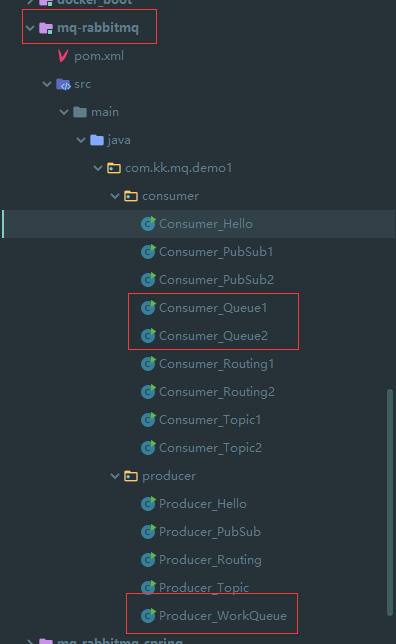 docker_boot
mq-rabbitmq
pom.xml
src
main
java
com.kk.mq.demo1
consumer
Consumer_Hello
Consumer_PubSub1
Consumer_PubSub2
Consumer_Queue1
Consumer_Queue2
Consumer_Routing1
Consumer_Routing2
Consumer_Topic1
Consumer_Topic2
producer
Producer_Hello
Producer_PubSub
Producer_Routing
Producer_Topic
Producer_WorkQueue
mq-rabbitmq-spring